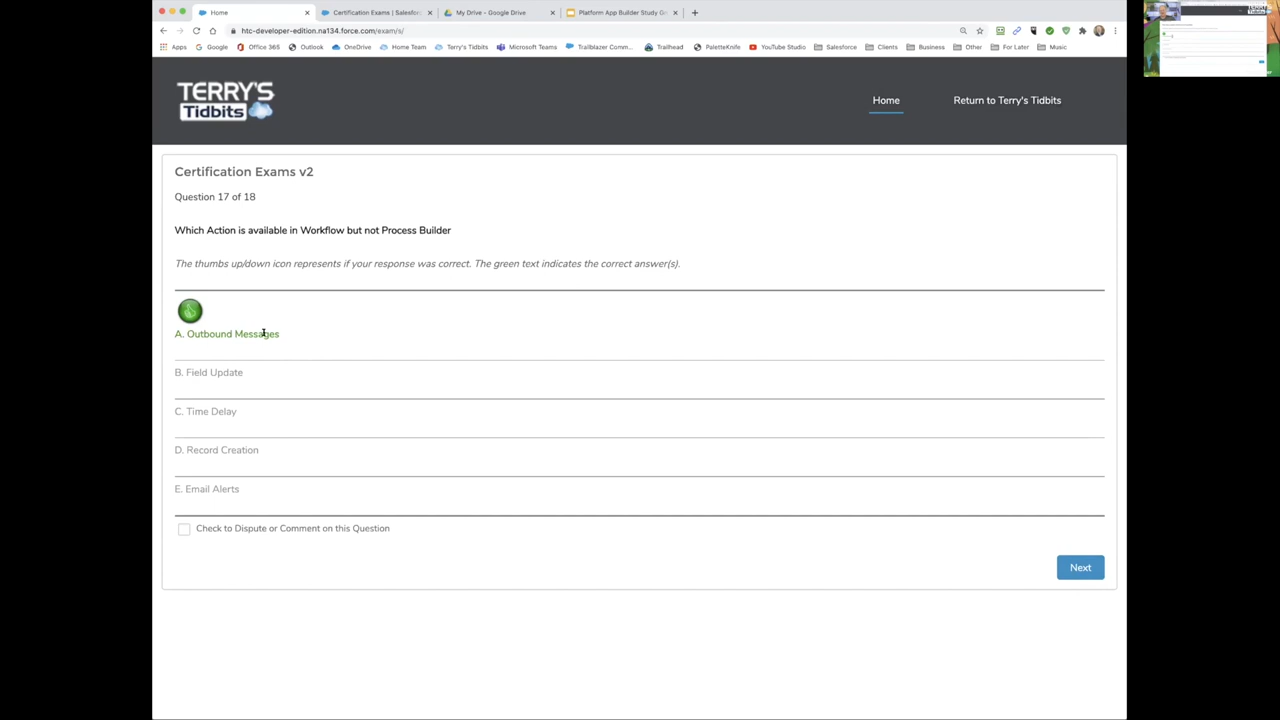 Home
Certification Exams | Salesforc
My Drive - Google Drive
Platform App Builder Study Gu
htc-developer-edition.na134.force.com/exam/s/
Apps Google Office 365 Outlook OneDrive Home Team Terry's Tidbits Microsoft Teams Trailblazer Comm... Trailhead PaletteKnife YouTube Studio Salesforce Clients Business Other For Later Music
TERRY'S
Tidbits
Home Return to Terry's Tidbits
Certification Exams v2
Question 17 of 18
Which Action is available in Workflow but not Process Builder
The thumbs up/down icon represents if your response was correct. The green text indicates the correct answer(s).
A. Outbound Messages
B. Field Update
C. Time Delay
D. Record Creation
E. Email Alerts
Check to Dispute or Comment on this Question
Next